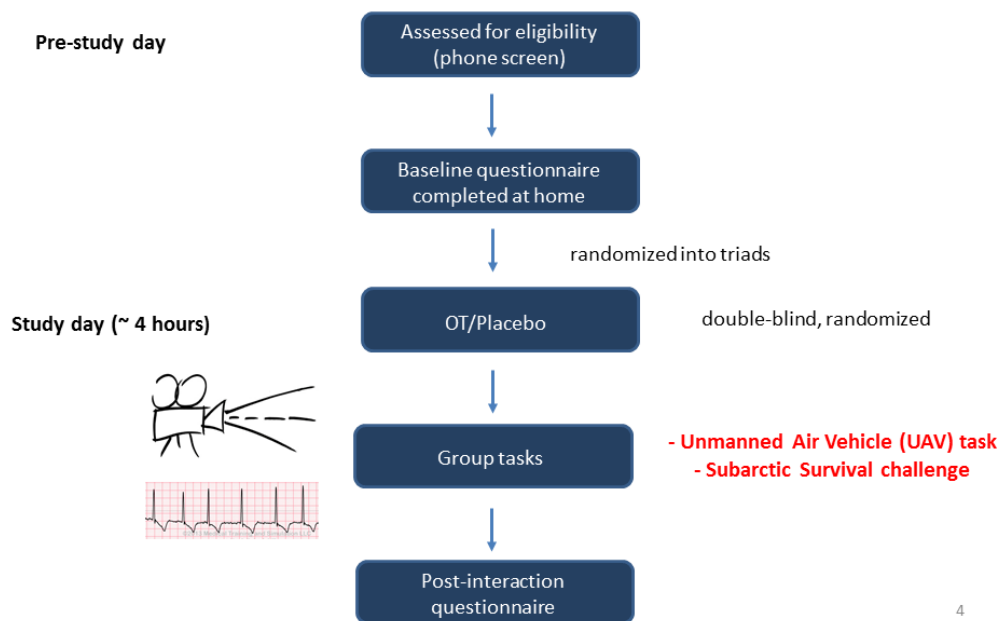 Pre-study day
Assessed for eligibility
(phone screen)
Baseline questionnaire
completed at home
randomized into triads
Study day (~ 4 hours)
OT/Placebo
double-blind, randomized
Group tasks
- Unmanned Air Vehicle (UAV) task
- Subarctic Survival challenge
Post-interaction
questionnaire
4